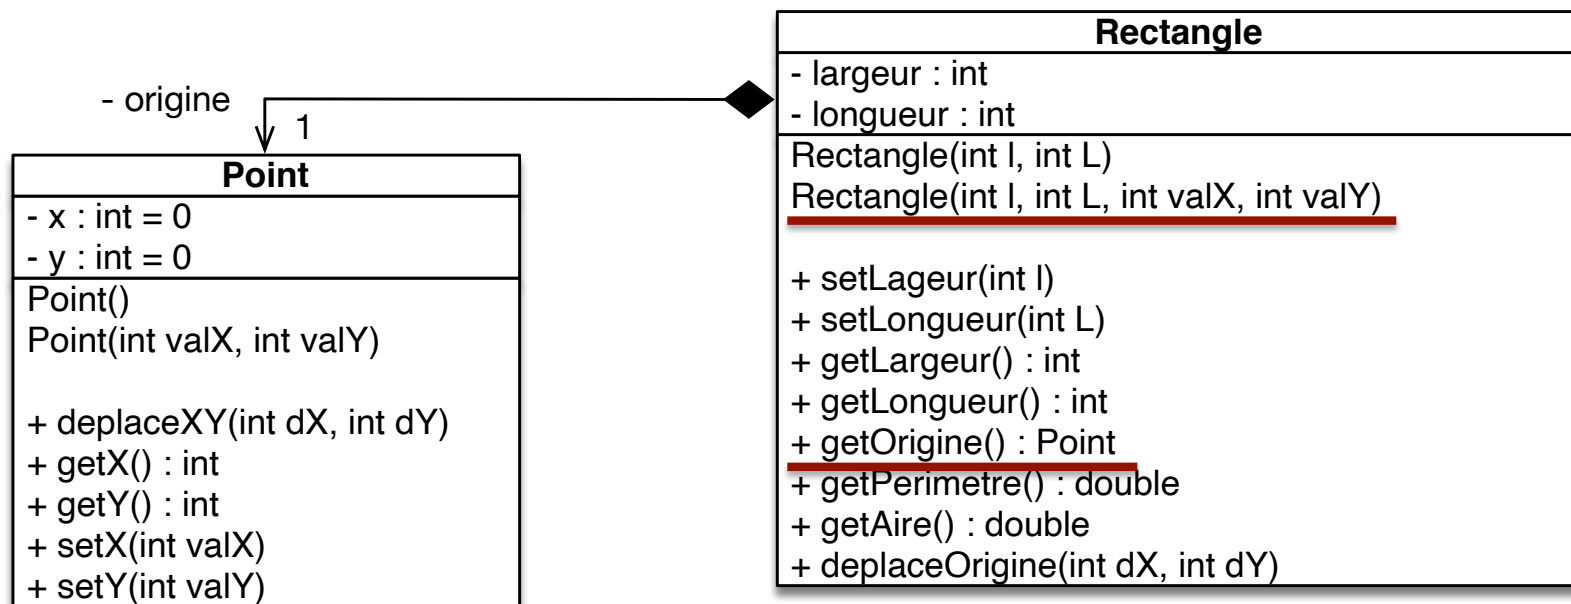 - origine
1
Point
- x : int = 0
- y : int = 0
Point()
Point(int valX, int valY)
+ deplaceXY(int dX, int dY)
+ getX() : int
+ getY() : int
+ setX(int valX)
+ setY(int valY)
Rectangle
- largeur : int
- longueur : int
Rectangle(int l, int L)
Rectangle(int l, int L, int valX, int valY)
+ setLageur(int l)
+ setLongueur(int L)
+ getLargeur() : int
+ getLongueur() : int
+ getOrigine() : Point
+ getPerimetre() : double
+ getAire() : double
+ deplaceOrigine(int dX, int dY)